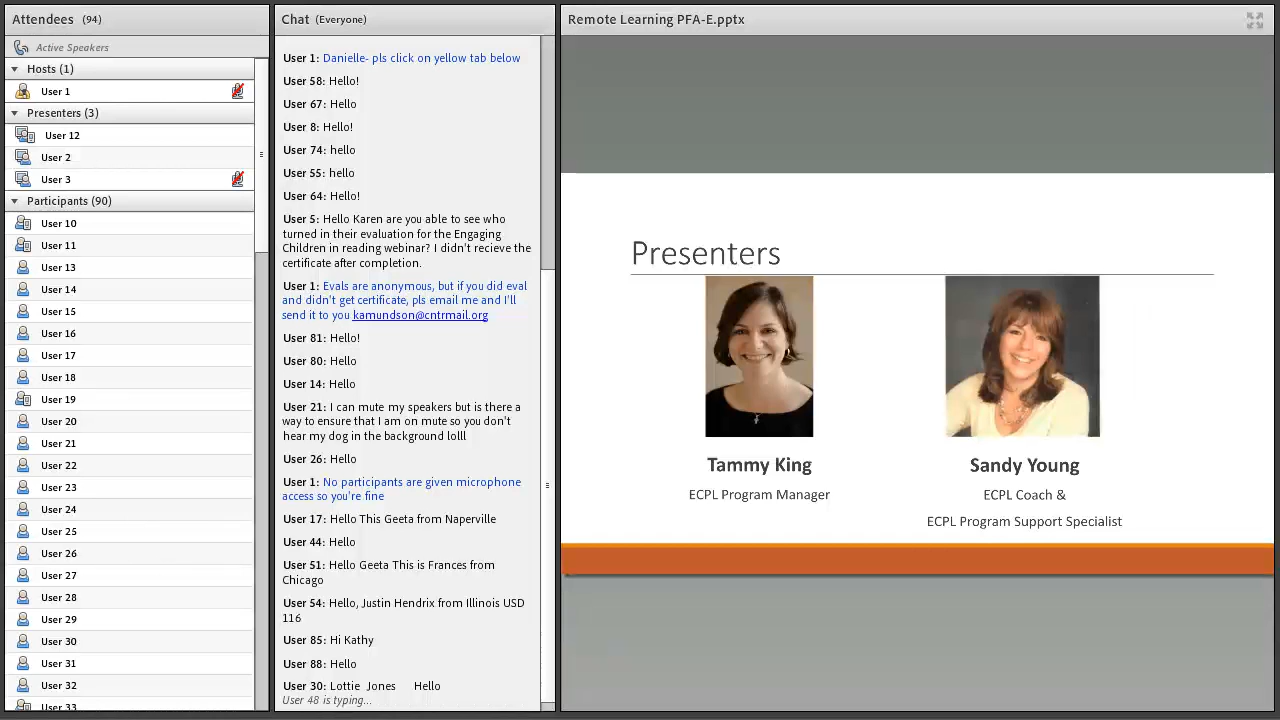 Attendees (94)
Active Speakers
Hosts (1)
User 1
Presenters (3)
User 12
User 2
User 3
Participants (90)
User 10
User 11
User 13
User 14
User 15
User 16
User 17
User 18
User 19
User 20
User 21
User 22
User 23
User 24
User 25
User 26
User 27
User 28
User 29
User 30
User 31
User 32
User 33
Chat (Everyone)
User 1: Danielle- pls click on yellow tab below
User 58: Hello!
User 67: Hello
User 8: Hello!
User 74: hello
User 55: hello
User 64: Hello!
User 5: Hello Karen are you able to see who
turned in their evaluation for the Engaging
Children in reading webinar? I didn't recieve the
certificate after completion.
User 1: Evals are anonymous, but if you did eval
and didn't get certificate, pls email me and I'll
send it to you kamundson@cntrmail.org
User 81: Hello!
User 80: Hello
User 14: Hello
User 21: I can mute my speakers but is there a
way to ensure that I am on mute so you don't
hear my dog in the background lolll
User 26: Hello
User 1: No participants are given microphone
access so you're fine
User 17: Hello This Geeta from Naperville
User 44: Hello
User 51: Hello Geeta This is Frances from
Chicago
User 54: Hello, Justin Hendrix from Illinois USD
116
User 85: Hi Kathy
User 88: Hello
User 30: Lottie Jones Hello
User 48 is typing...
Remote Learning PFA-E.pptx
Presenters
Tammy King
ECPL Program Manager
Sandy Young
ECPL Coach &
ECPL Program Support Specialist